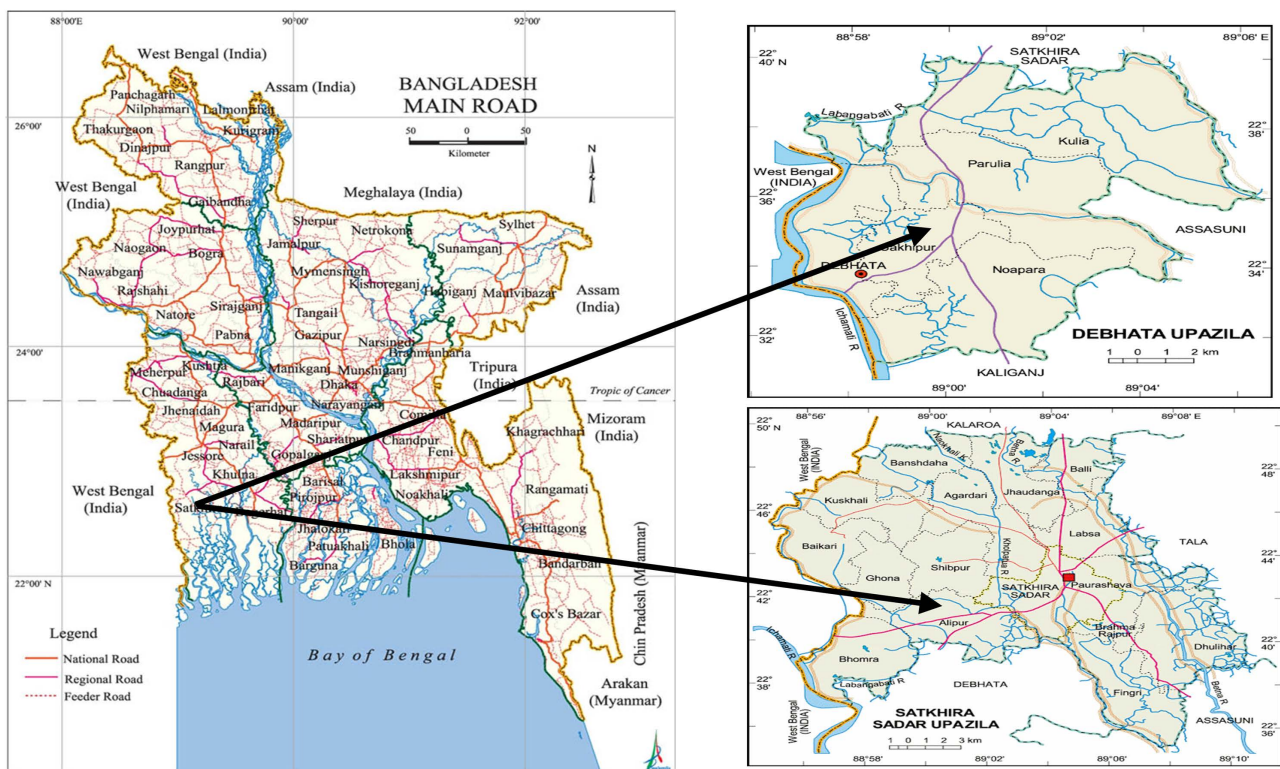 88°00'E
90°00'
92°00'
West Bengal (India)
Assam (India)
BANGLADESH
MAIN ROAD
50 0 50
Kilometer
N
26°00'
Panchagarh
Nilphamari
Lalmonirhat
Kurigram
Thakurgaon
Dinajpur
Rangpur
West Bengal
(India)
Gaibandha
Meghalaya (India)
Sherpur
Netrokon
Sylhet
Joypurhat
Jamalpur
Sunamganj
Naogaon
Bogra
Mymensingh
Nawabganj
Kishoreganj
Habiganj
Maulvibazar
Assam
(India)
Rajshahi
Sirajganj
Tangail
Natore
Pabna
Gazipur
Narsingdi
Brahmanbaria
24°00'
Kushtia
Meherpur
Rajbari
Manikganj
Munshiganj
Dhaka
Tripura
(India)
Chuadanga
Tropic of Cancer
Jhenaidah
Faridpur
Narayanganj
Comilla
Mizoram
(India)
Magura
Madaripur
Khagrachhari
Narail
Shariatpur
Chandpur
Feni
Jessore
Gopalganj
Khulna
Lakshmipur
West Bengal
(India)
Barisal
Noakhali
Rangamati
Pirojpur
Jhalokati
Chittagong
Patuakhali
Bhola
Barguna
Bandarban
22°00' N
Cox's Bazar
Chin Pradesh (Manmar)
Legend
National Road
Regional Road
Feeder Road
Bay of Bengal
Arakan
(Myanmar)
88°58'
89°02'
89°06' E
22°
40' N
SATKHIRA
SADAR
Labangabati R
22°
38'
Kulia
Parulia
West Bengal
(INDIA)
22°
36'
ASSASUNI
Sakhipur
DEBHATA
Noapara
22°
34'
Ichamati R
22°
32'
DEBHATA UPAZILA
1 0 1 2 km
KALIGANJ
89°00'
89°04'
88°56'
89°00'
89°04'
89°08' E
22°
50' N
KALAROA
West Bengal
(INDIA)
Banshdaha
Balli
22°
48'
Kuskhali
Agardari
Jhaudanga
22°
46'
Labsa
Baikari
TALA
22°
44'
Ghona
Shibpur
SATKHIRA
SADAR
Paurashava
22°
42'
Alipur
Brahma
Rajpur
Ichamati R
22°
40'
Dhulihar
Bhomra
Labangabati R
DEBHATA
Fingri
22°
38'
West Bengal
(INDIA)
SATKHIRA
SADAR UPAZILA
1 0 1 2 3 km
ASSASUNI
22°
36'
88°58'
89°02'
89°06'
89°10'